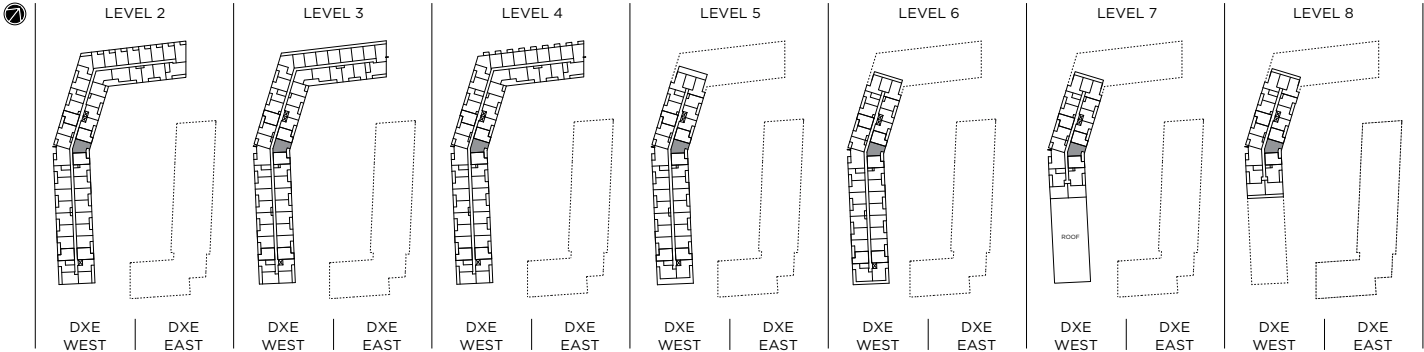 LEVEL 2
LEVEL 3
LEVEL 4
LEVEL 5
LEVEL 6
LEVEL 7
LEVEL 8
ROOF
DXE
WEST
DXE
EAST
DXE
WEST
DXE
EAST
DXE
WEST
DXE
EAST
DXE
WEST
DXE
EAST
DXE
WEST
DXE
EAST
DXE
WEST
DXE
EAST
DXE
WEST
DXE
EAST